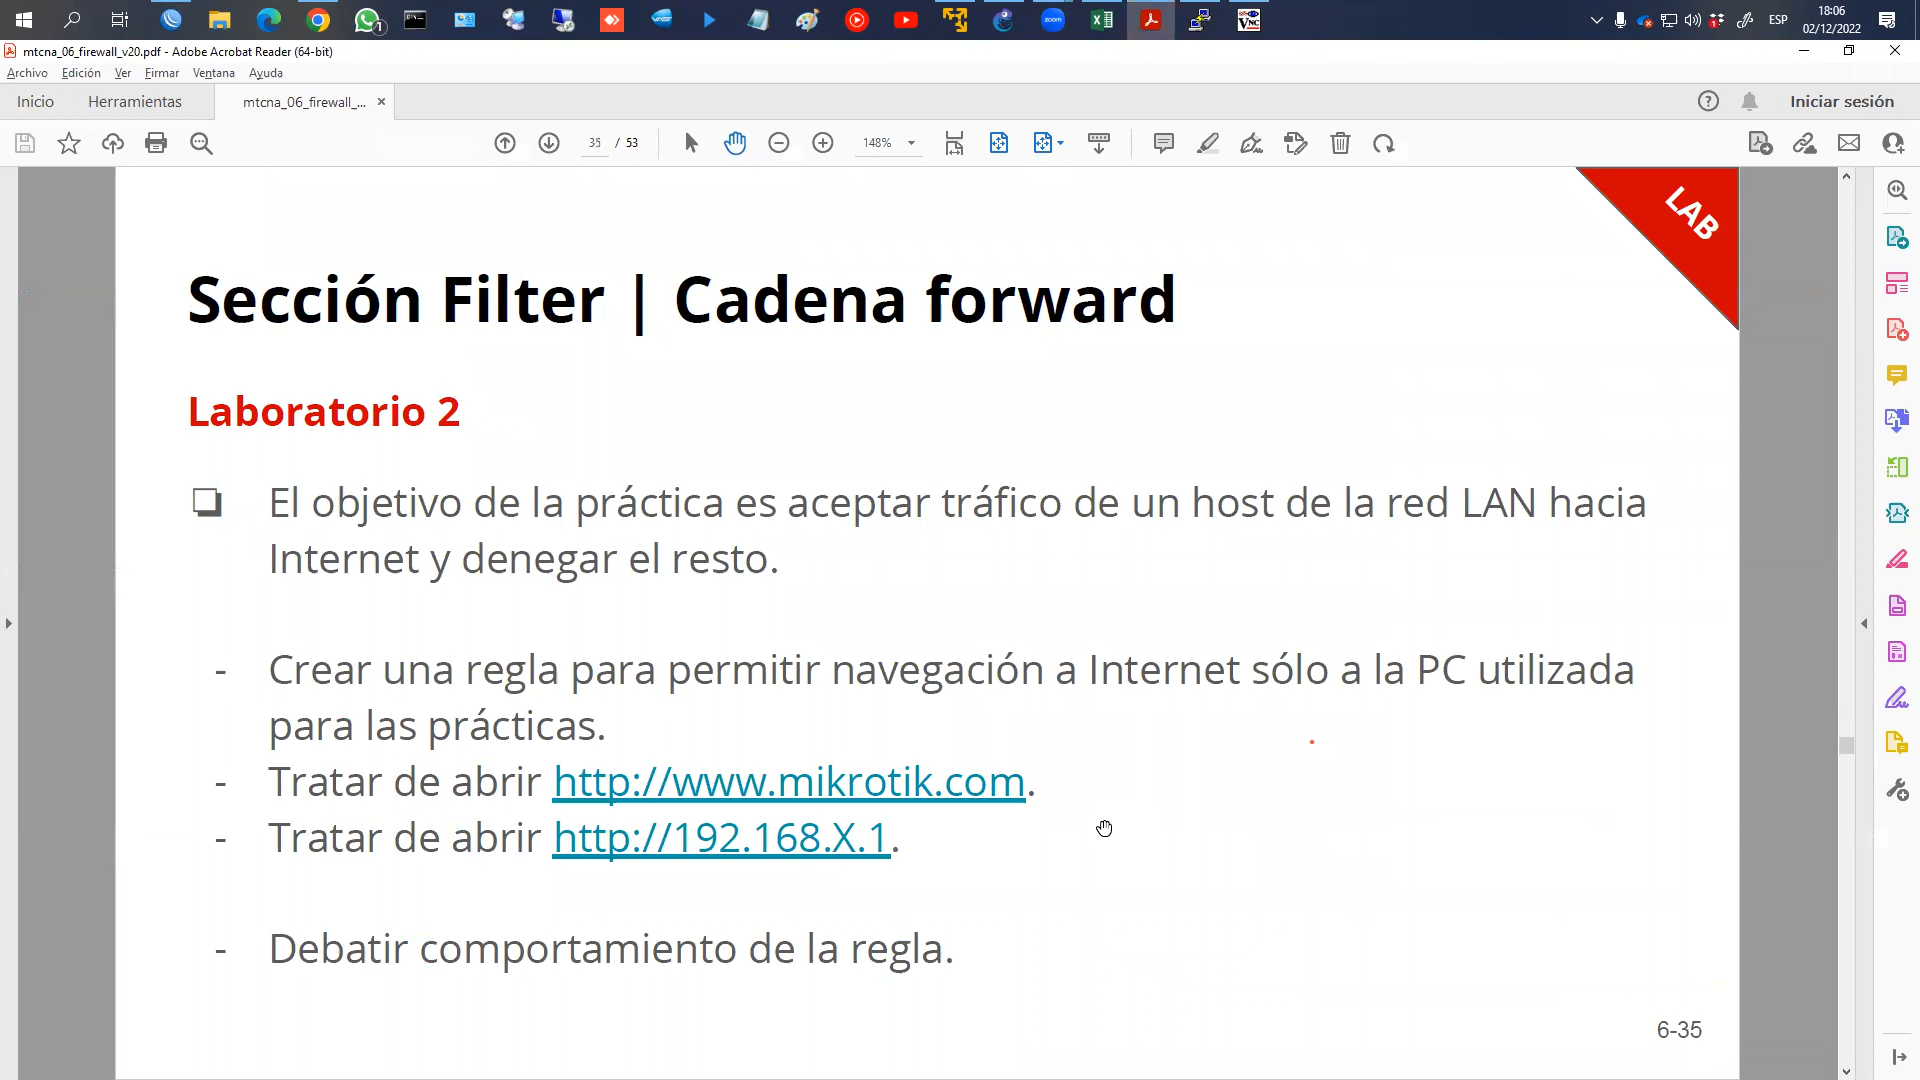 ESP
18:06
02/12/2022
1
zoom
VNC
mtcna_06_firewall_v20.pdf - Adobe Acrobat Reader (64-bit)
Archivo Edición Ver Firmar Ventana Ayuda
Inicio Herramientas mtcna_06_firewall_... × Iniciar sesión
35 / 53 148%
LAB
Sección Filter | Cadena forward
Laboratorio 2
❏ El objetivo de la práctica es aceptar tráfico de un host de la red LAN hacia
Internet y denegar el resto.
- Crear una regla para permitir navegación a Internet sólo a la PC utilizada
para las prácticas.
- Tratar de abrir http://www.mikrotik.com.
- Tratar de abrir http://192.168.X.1.
- Debatir comportamiento de la regla.
6-35